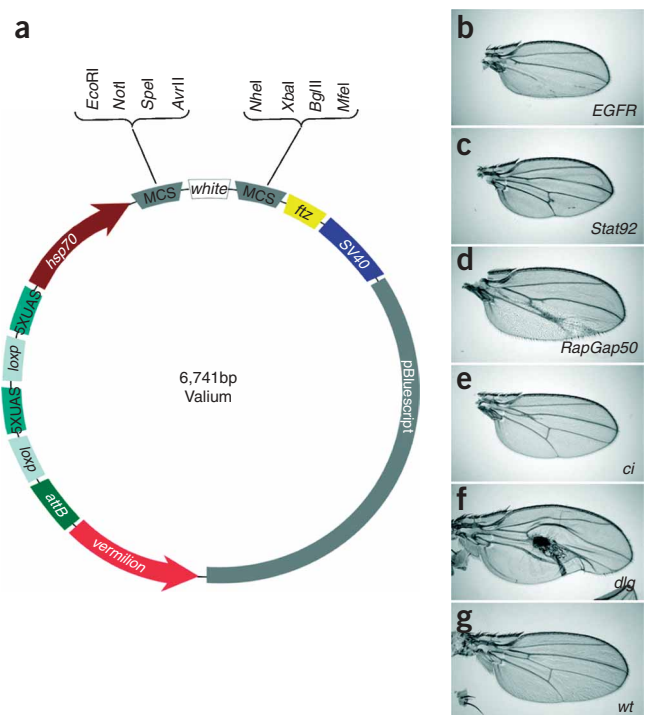 a
EcoRI
NotI
SpeI
AvrII
NheI
XbaI
BglII
MfeI
MCS
white
MCS
ftz
SV40
pBluescript
hsp70
5XUAS
loxp
5XUAS
loxp
attB
vermilion
6,741bp
Valium
b
EGFR
c
Stat92
d
RapGap50
e
ci
f
dlg
g
wt